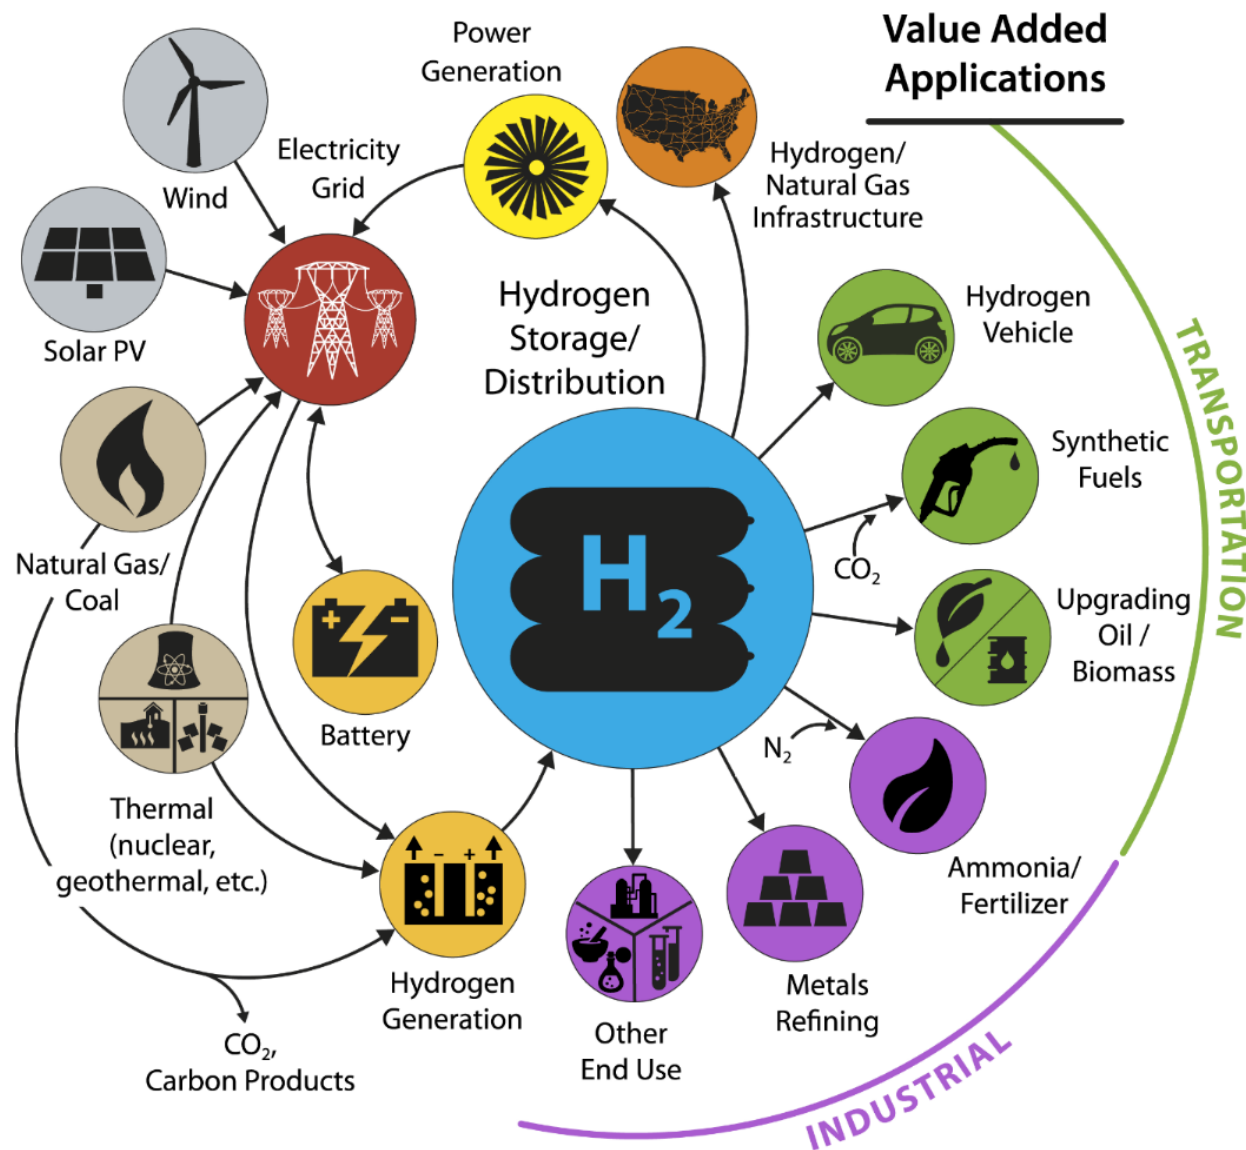 Value Added
Applications
Power
Generation
Wind
Electricity
Grid
Hydrogen/
Natural Gas
Infrastructure
Solar PV
Hydrogen
Storage/
Distribution
Hydrogen
Vehicle
TRANSPORTATION
Synthetic
Fuels
CO₂
Natural Gas/
Coal
H₂
Upgrading
Oil /
Biomass
+ −
Battery
N₂
Thermal
(nuclear,
geothermal, etc.)
− +
Ammonia/
Fertilizer
Hydrogen
Generation
Metals
Refining
Other
End Use
CO₂,
Carbon Products
INDUSTRIAL